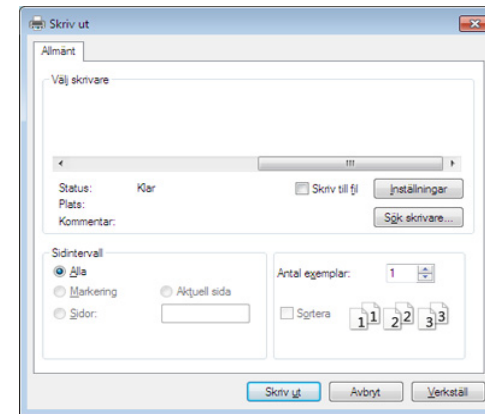 Skriv ut
Allmänt
Välj skrivare
Status: Klar
Skriv till fil
Inställningar
Plats:
Kommentar:
Sök skrivare...
Sidintervall
Alla
Markering
Aktuell sida
Sidor:
Antal exemplar: 1
Sortera
1 1 2 2 3 3
Skriv ut
Avbryt
Verkställ